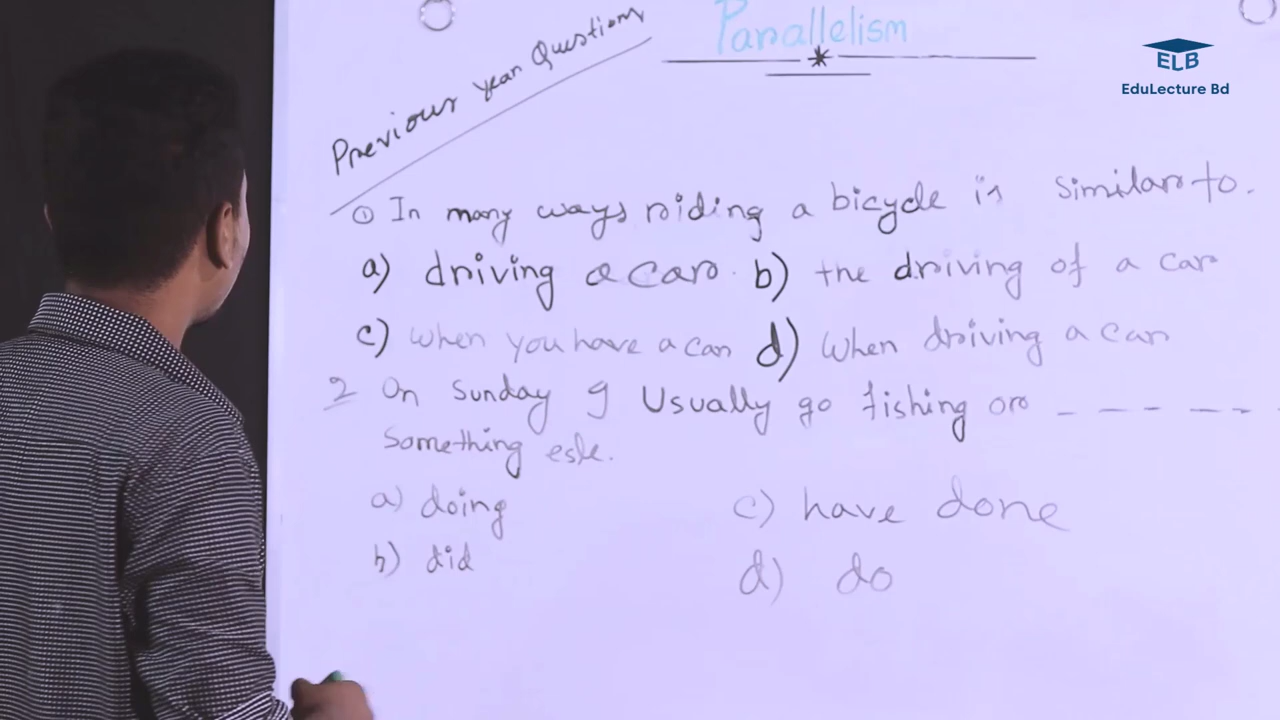 Parallelism
ELB
EduLecture Bd
Previous year Questions
① In many ways riding a bicycle is similar to.
a) driving a car. b) the driving of a car
c) when you have a car d) when driving a car
2 On Sunday I Usually go fishing or - - - - - -
Something esle.
a) doing c) have done
b) did d) do